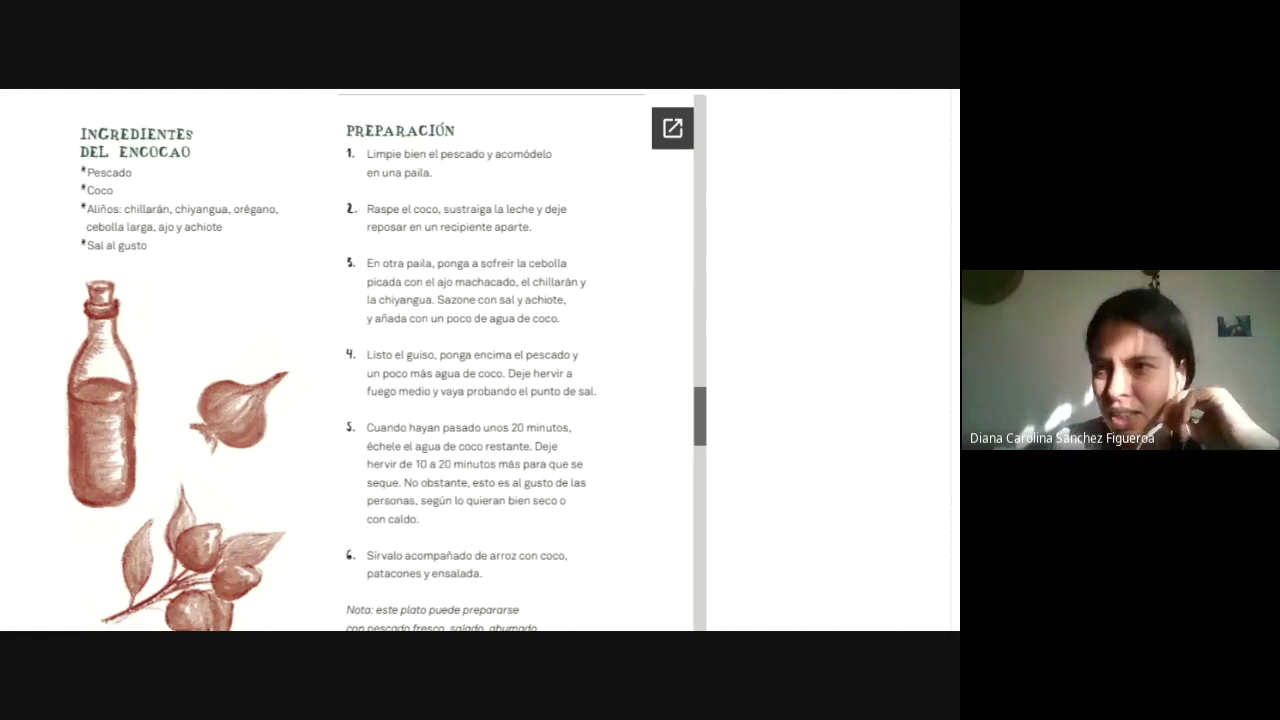 INGREDIENTES
DEL ENCOCAO
*Pescado
*Coco
*Aliños: chillarán, chiyangua, orégano,
cebolla larga, ajo y achiote
*Sal al gusto
PREPARACIÓN
1. Limpie bien el pescado y acomódelo
en una paila.
2. Raspe el coco, sustraiga la leche y deje
reposar en un recipiente aparte.
3. En otra paila, ponga a sofreir la cebolla
picada con el ajo machacado, el chillarán y
la chiyangua. Sazone con sal y achiote,
y añada con un poco de agua de coco.
4. Listo el guiso, ponga encima el pescado y
un poco más agua de coco. Deje hervir a
fuego medio y vaya probando el punto de sal.
5. Cuando hayan pasado unos 20 minutos,
échele el agua de coco restante. Deje
hervir de 10 a 20 minutos más para que se
seque. No obstante, esto es al gusto de las
personas, según lo quieran bien seco o
con caldo.
6. Sírvalo acompañado de arroz con coco,
patacones y ensalada.
Nota: este plato puede prepararse
con pescado fresco, salado, ahumado
Diana Carolina Sánchez Figueroa